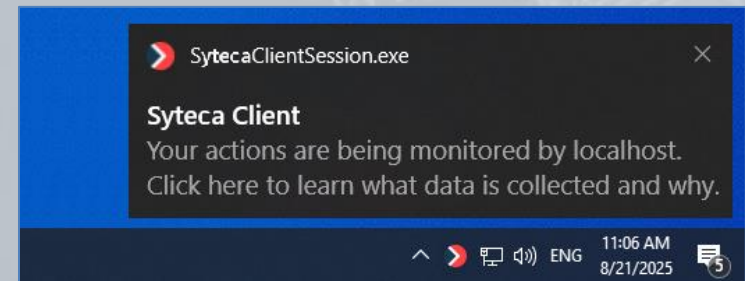 SytecaClientSession.exe
Syteca Client
Your actions are being monitored by localhost.
Click here to learn what data is collected and why.
ENG
11:06 AM
8/21/2025
5